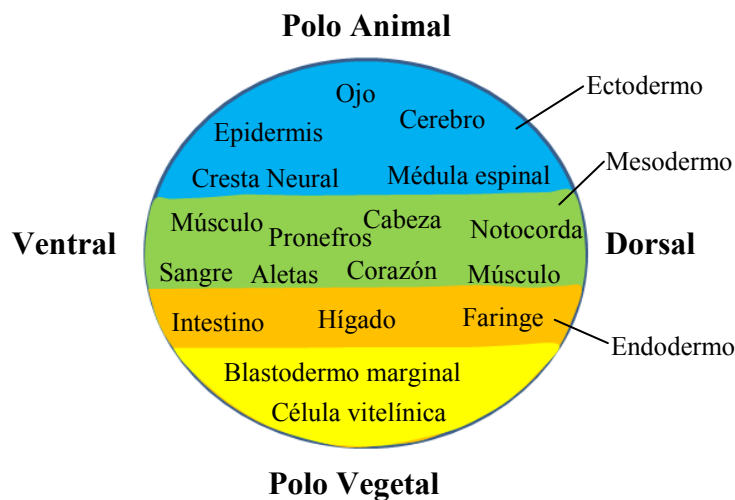 Polo Animal
Ojo
Ectodermo
Cerebro
Epidermis
Cresta Neural
Médula espinal
Mesodermo
Músculo
Cabeza
Pronefros
Notocorda
Ventral
Dorsal
Sangre
Aletas
Corazón
Músculo
Intestino
Hígado
Faringe
Endodermo
Blastodermo marginal
Célula vitelínica
Polo Vegetal